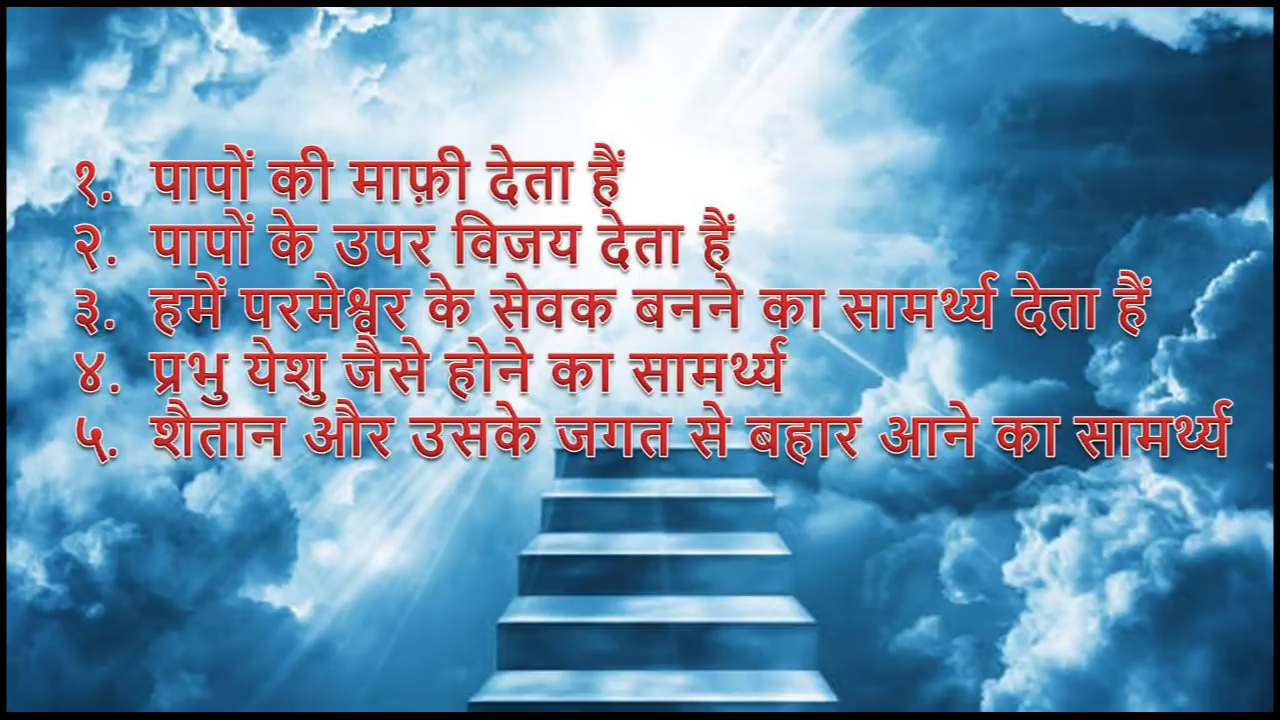 १. पापों की माफ़ी देता हैं
२. पापों के उपर विजय देता हैं
३. हमें परमेश्वर के सेवक बनने का सामर्थ्य देता हैं
४. प्रभु येशु जैसे होने का सामर्थ्य
५. शैतान और उसके जगत से बहार आने का सामर्थ्य